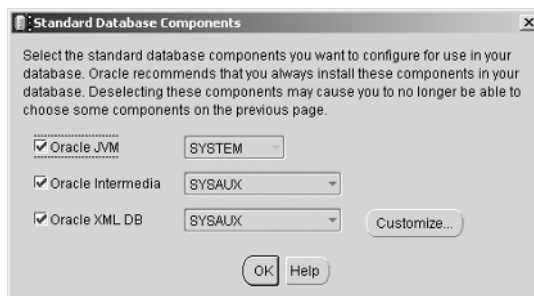 Standard Database Components
Select the standard database components you want to configure for use in your
database. Oracle recommends that you always install these components in your
database. Deselecting these components may cause you to no longer be able to
choose some components on the previous page.
Oracle JVM SYSTEM
Oracle Intermedia SYSAUX
Oracle XML DB SYSAUX Customize...
OK Help